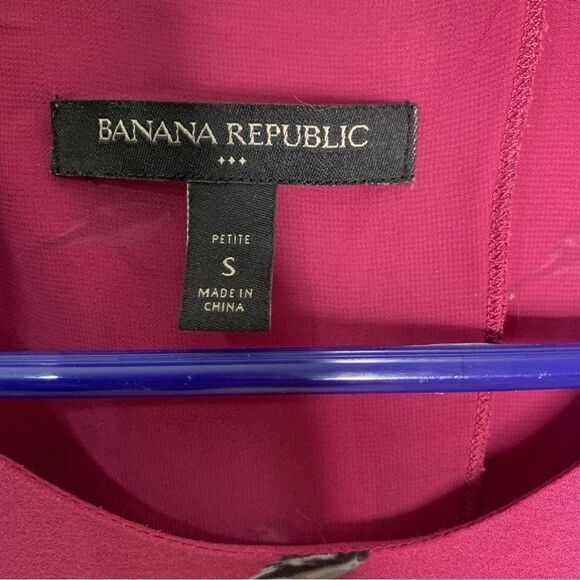 BANANA REPUBLIC
PETITE
S
MADE IN
CHINA